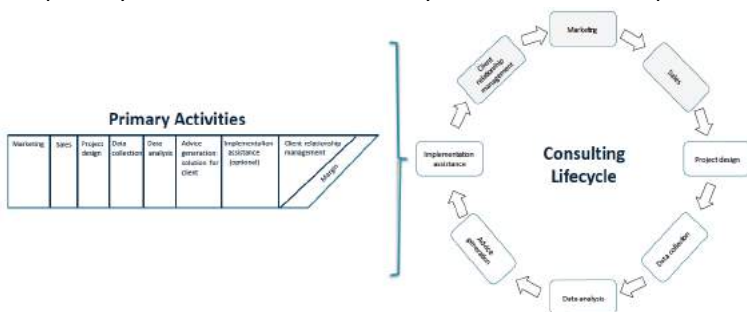 Primary Activities
Marketing
Sales
Project
design
Data
collection
Data
analysis
Advice
generation:
solution for
client
Implementation
assistance
(optional)
Client relationship
management
Margin
Consulting
Lifecycle
Marketing
Sales
Project design
Data collection
Data analysis
Advice
generation
Implementation
assistance
Client
relationship
management